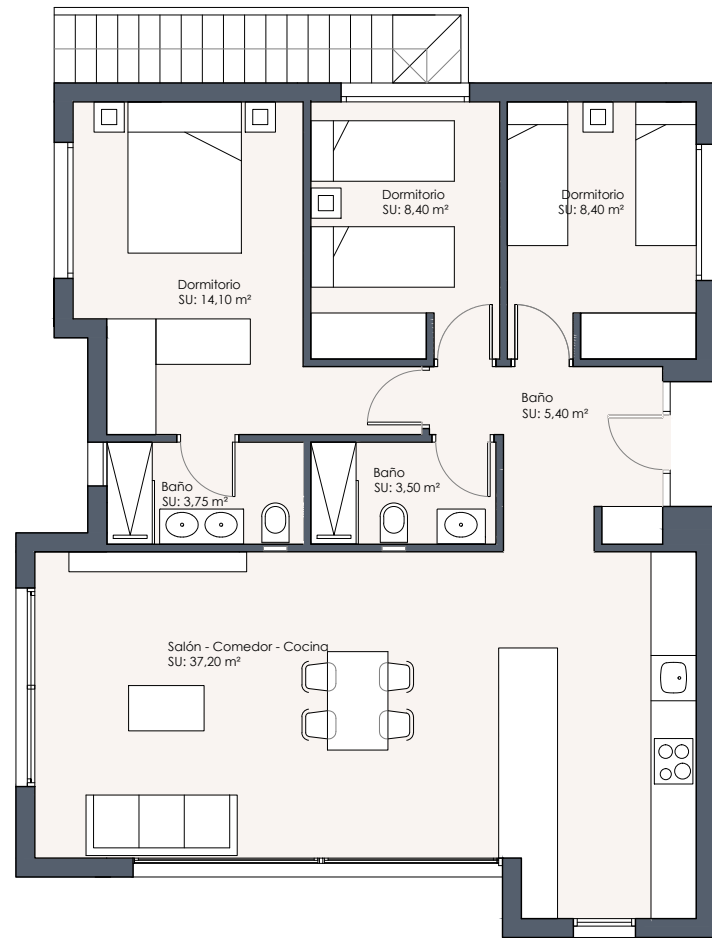 Dormitorio
SU: 8,40 m²
Dormitorio
SU: 8,40 m²
Dormitorio
SU: 14,10 m²
Baño
SU: 5,40 m²
Baño
SU: 3,50 m²
Baño
SU: 3,75 m²
Salón - Comedor - Cocina
SU: 37,20 m²